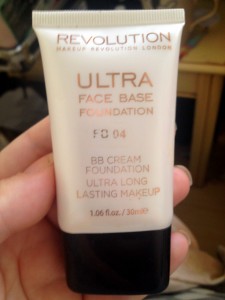 REVOLUTION
MAKEUP REVOLUTION LONDON
ULTRA
FACE BASE
FOUNDATION
FB 04
BB CREAM
FOUNDATION
ULTRA LONG
LASTING MAKEUP
1.06 fl.oz. / 30ml ℮